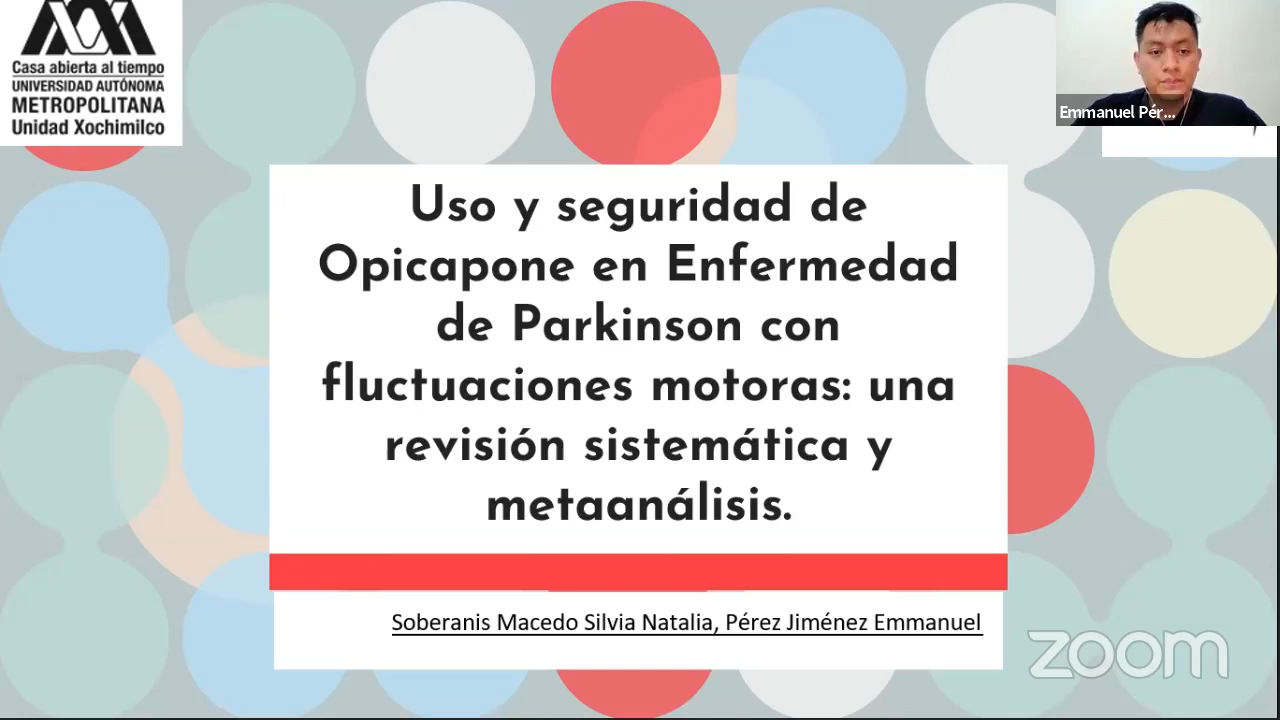 Casa abierta al tiempo
UNIVERSIDAD AUTÓNOMA
METROPOLITANA
Unidad Xochimilco
Emmanuel Pér...
Uso y seguridad de
Opicapone en Enfermedad
de Parkinson con
fluctuaciones motoras: una
revisión sistemática y
metaanálisis.
Soberanis Macedo Silvia Natalia, Pérez Jiménez Emmanuel
zoom